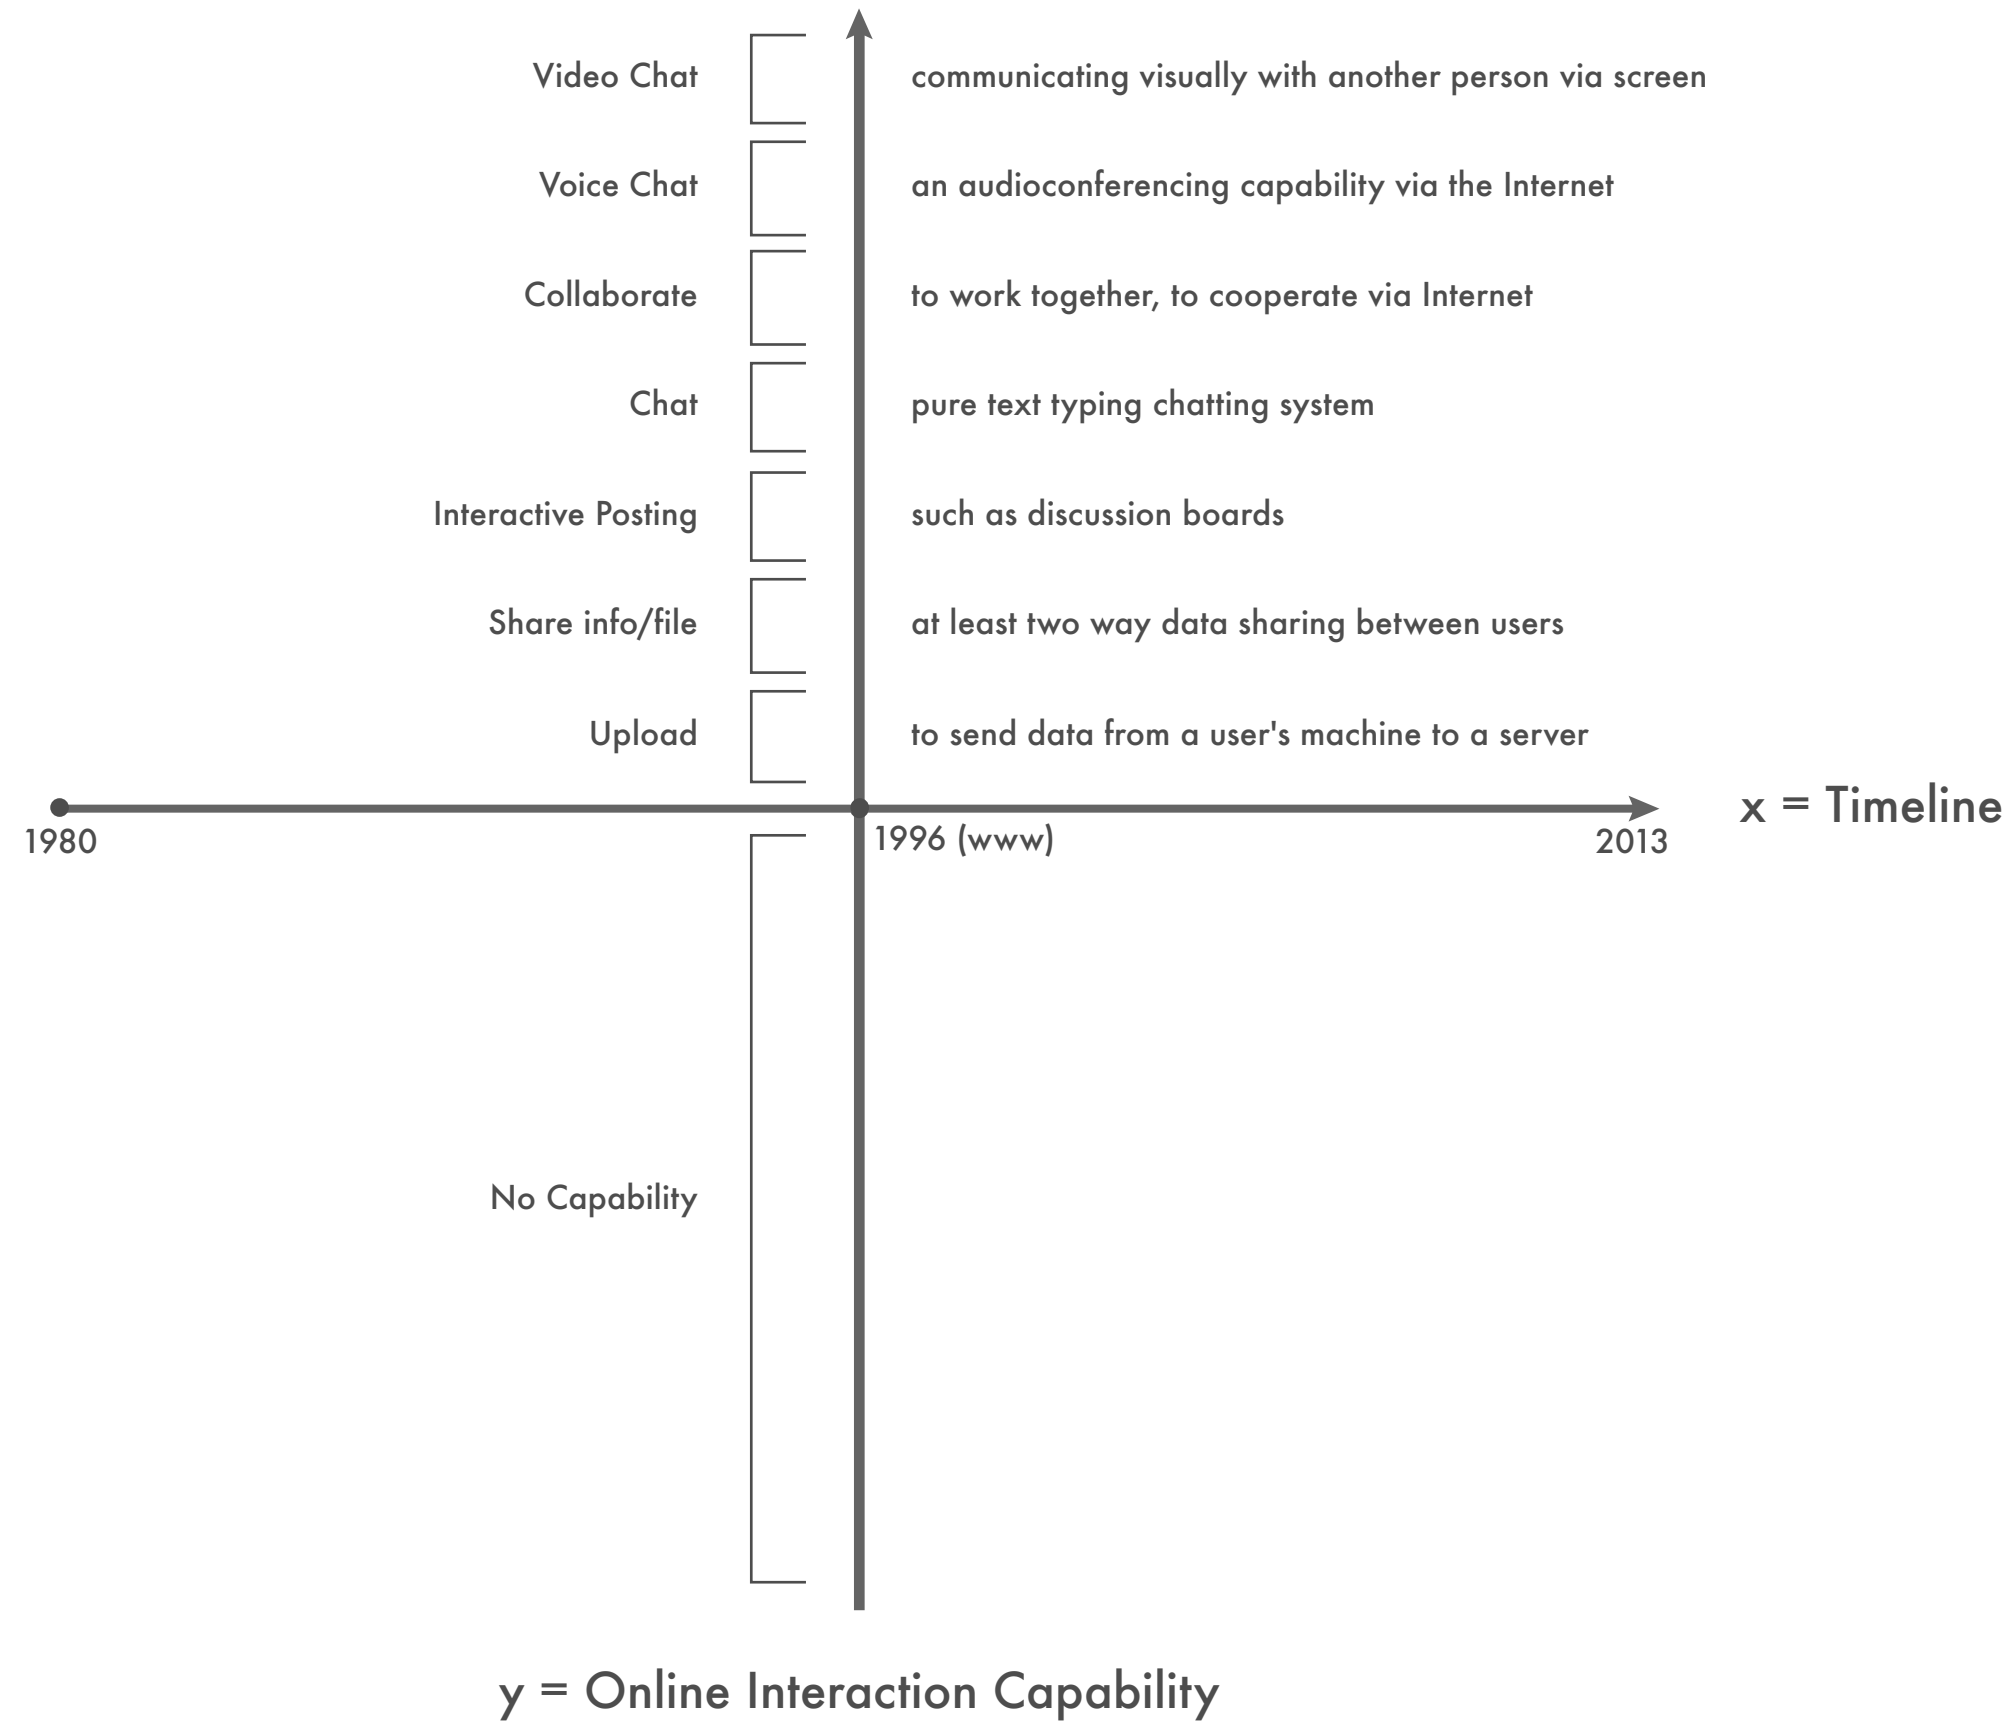 Video Chat communicating visually with another person via screen
Voice Chat an audioconferencing capability via the Internet
Collaborate to work together, to cooperate via Internet
Chat pure text typing chatting system
Interactive Posting such as discussion boards
Share info/file at least two way data sharing between users
Upload to send data from a user's machine to a server
x = Timeline
1980 1996 (www) 2013
No Capability
y = Online Interaction Capability